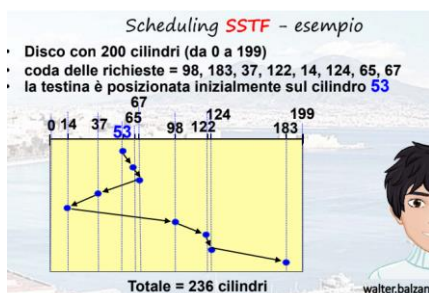 Scheduling SSTF - esempio
• Disco con 200 cilindri (da 0 a 199)
• coda delle richieste = 98, 183, 37, 122, 14, 124, 65, 67
• la testina è posizionata inizialmente sul cilindro 53
67
65 124 199
0 14 37 53 98 122 183
Totale = 236 cilindri
walter.balzan